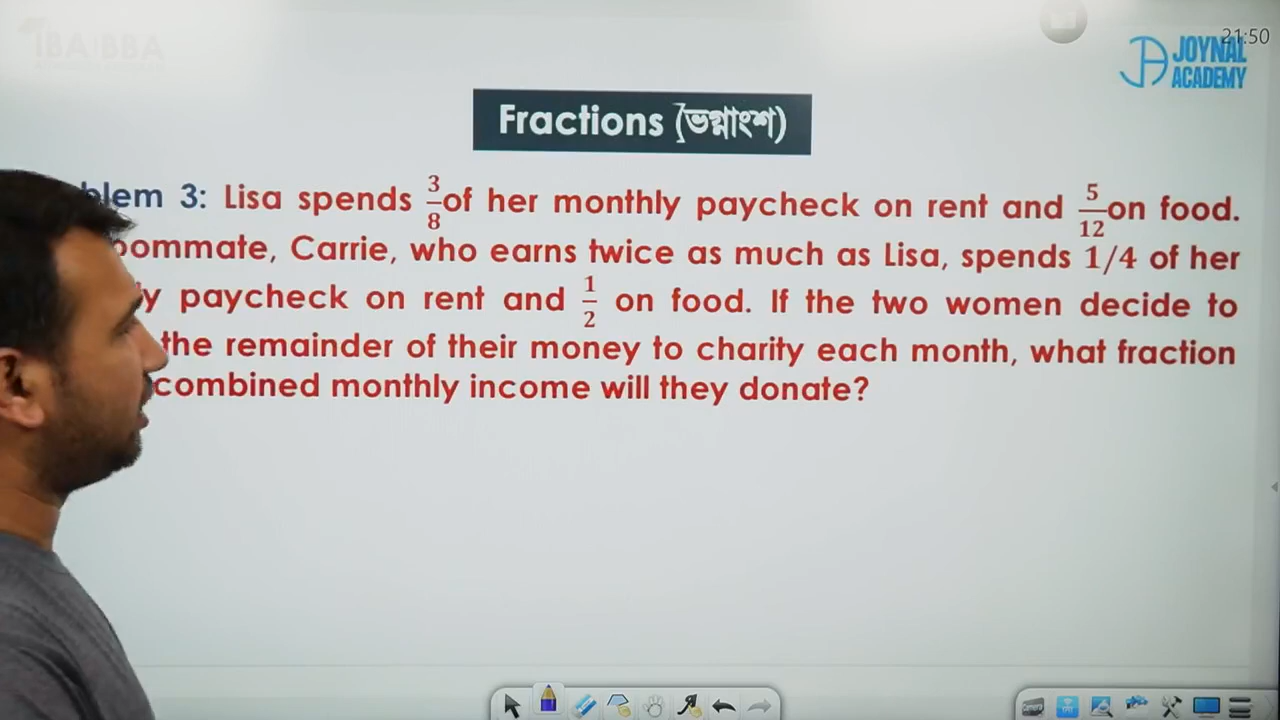 IBA BBA
21:50
JOYNAL
ACADEMY
Fractions (ভগ্নাংশ)
blem 3: Lisa spends 3/8 of her monthly paycheck on rent and 5/12 on food.
oommate, Carrie, who earns twice as much as Lisa, spends 1/4 of her
ly paycheck on rent and 1/2 on food. If the two women decide to
the remainder of their money to charity each month, what fraction
combined monthly income will they donate?